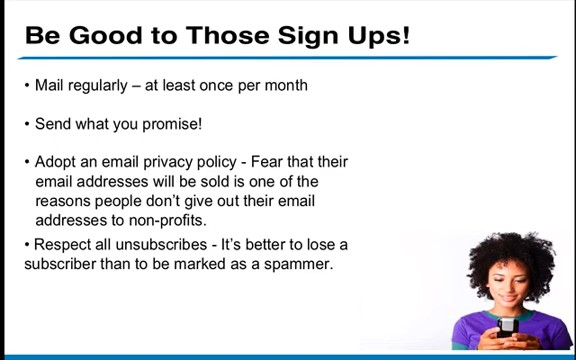 Be Good to Those Sign Ups!
• Mail regularly – at least once per month
• Send what you promise!
• Adopt an email privacy policy - Fear that their
email addresses will be sold is one of the
reasons people don’t give out their email
addresses to non-profits.
• Respect all unsubscribes - It’s better to lose a
subscriber than to be marked as a spammer.